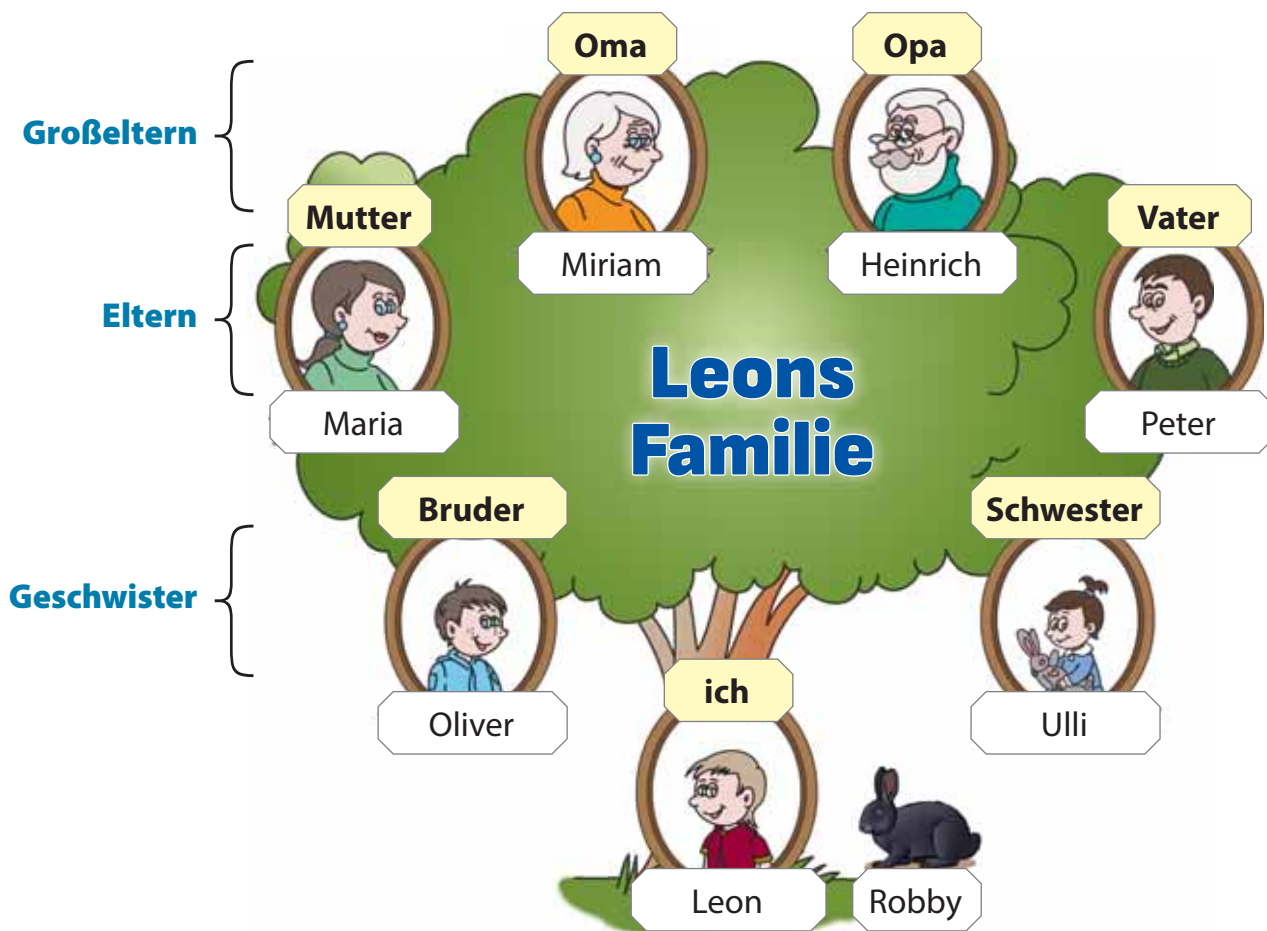 Oma
Opa
Großeltern
Mutter
Vater
Miriam
Heinrich
Eltern
Leons
Familie
Maria
Peter
Bruder
Schwester
Geschwister
ich
Oliver
Ulli
Leon
Robby